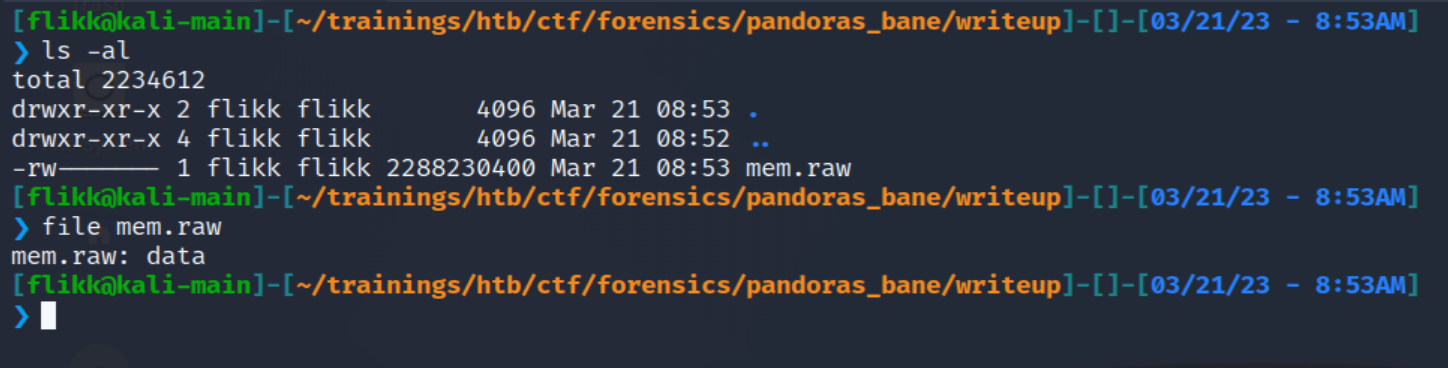 [flikk@kali-main]-[~/trainings/htb/ctf/forensics/pandoras_bane/writeup]-[]-[03/21/23 - 8:53AM]
❯ ls -al
total 2234612
drwxr-xr-x 2 flikk flikk       4096 Mar 21 08:53 .
drwxr-xr-x 4 flikk flikk       4096 Mar 21 08:52 ..
-rw------- 1 flikk flikk 2288230400 Mar 21 08:53 mem.raw
[flikk@kali-main]-[~/trainings/htb/ctf/forensics/pandoras_bane/writeup]-[]-[03/21/23 - 8:53AM]
❯ file mem.raw
mem.raw: data
[flikk@kali-main]-[~/trainings/htb/ctf/forensics/pandoras_bane/writeup]-[]-[03/21/23 - 8:53AM]
❯